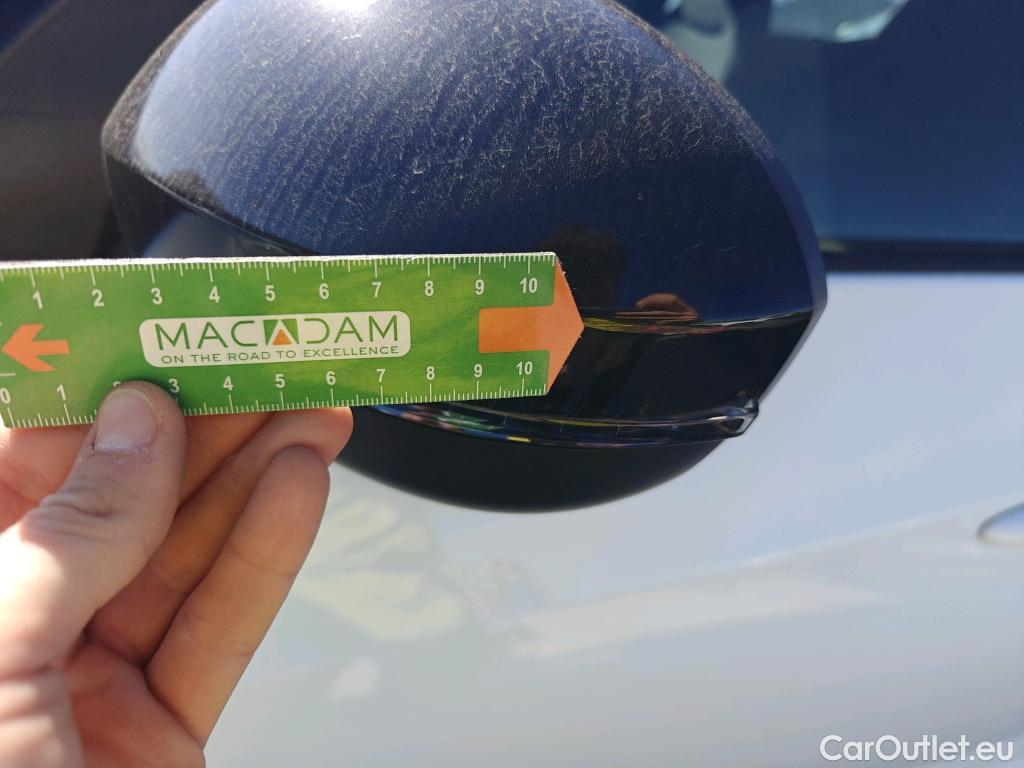 1 2 3 4 5 6 7 8 9 10
MACADAM
ON THE ROAD TO EXCELLENCE
0 1 2 3 4 5 6 7 8 9 10
CarOutlet.eu